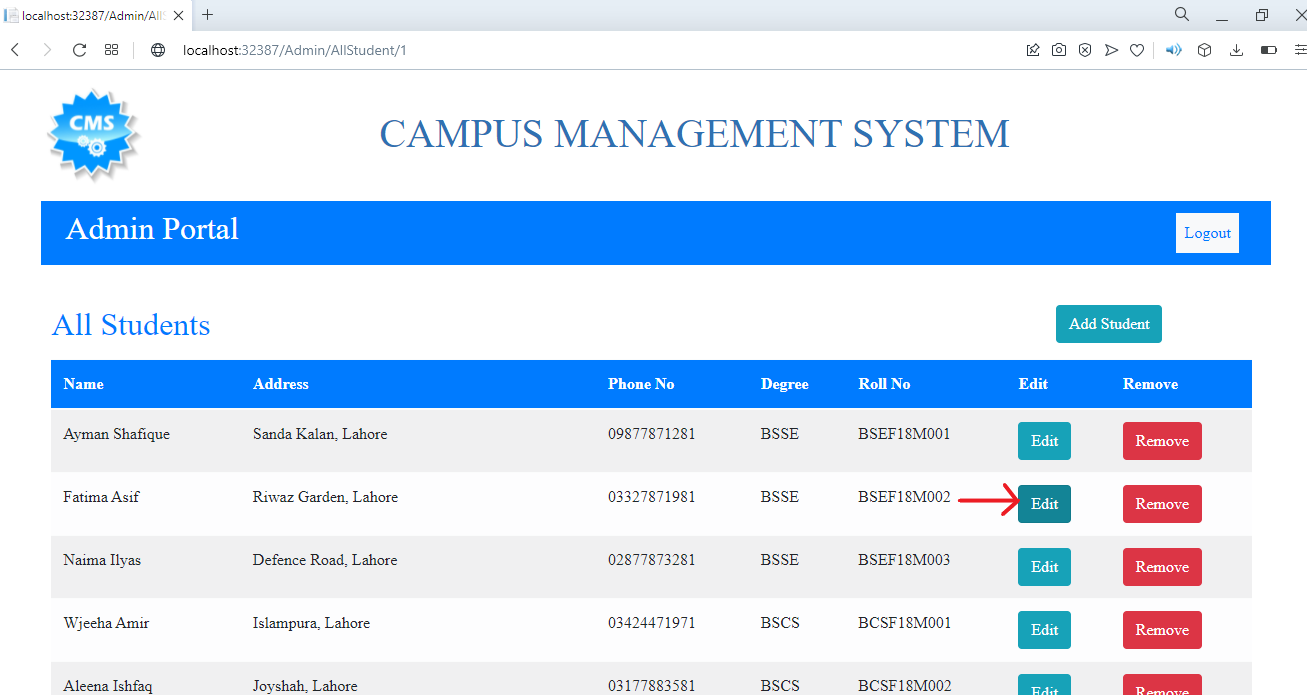 localhost:32387/Admin/AllS
localhost:32387/Admin/AllStudent/1
CMS
CAMPUS MANAGEMENT SYSTEM
Admin Portal
Logout
All Students
Add Student
Name Address Phone No Degree Roll No Edit Remove
Ayman Shafique Sanda Kalan, Lahore 09877871281 BSSE BSEF18M001 Edit Remove
Fatima Asif Riwaz Garden, Lahore 03327871981 BSSE BSEF18M002 Edit Remove
Naima Ilyas Defence Road, Lahore 02877873281 BSSE BSEF18M003 Edit Remove
Wjeeha Amir Islampura, Lahore 03424471971 BSCS BCSF18M001 Edit Remove
Aleena Ishfaq Joyshah, Lahore 03177883581 BSCS BCSF18M002 Edit Remove